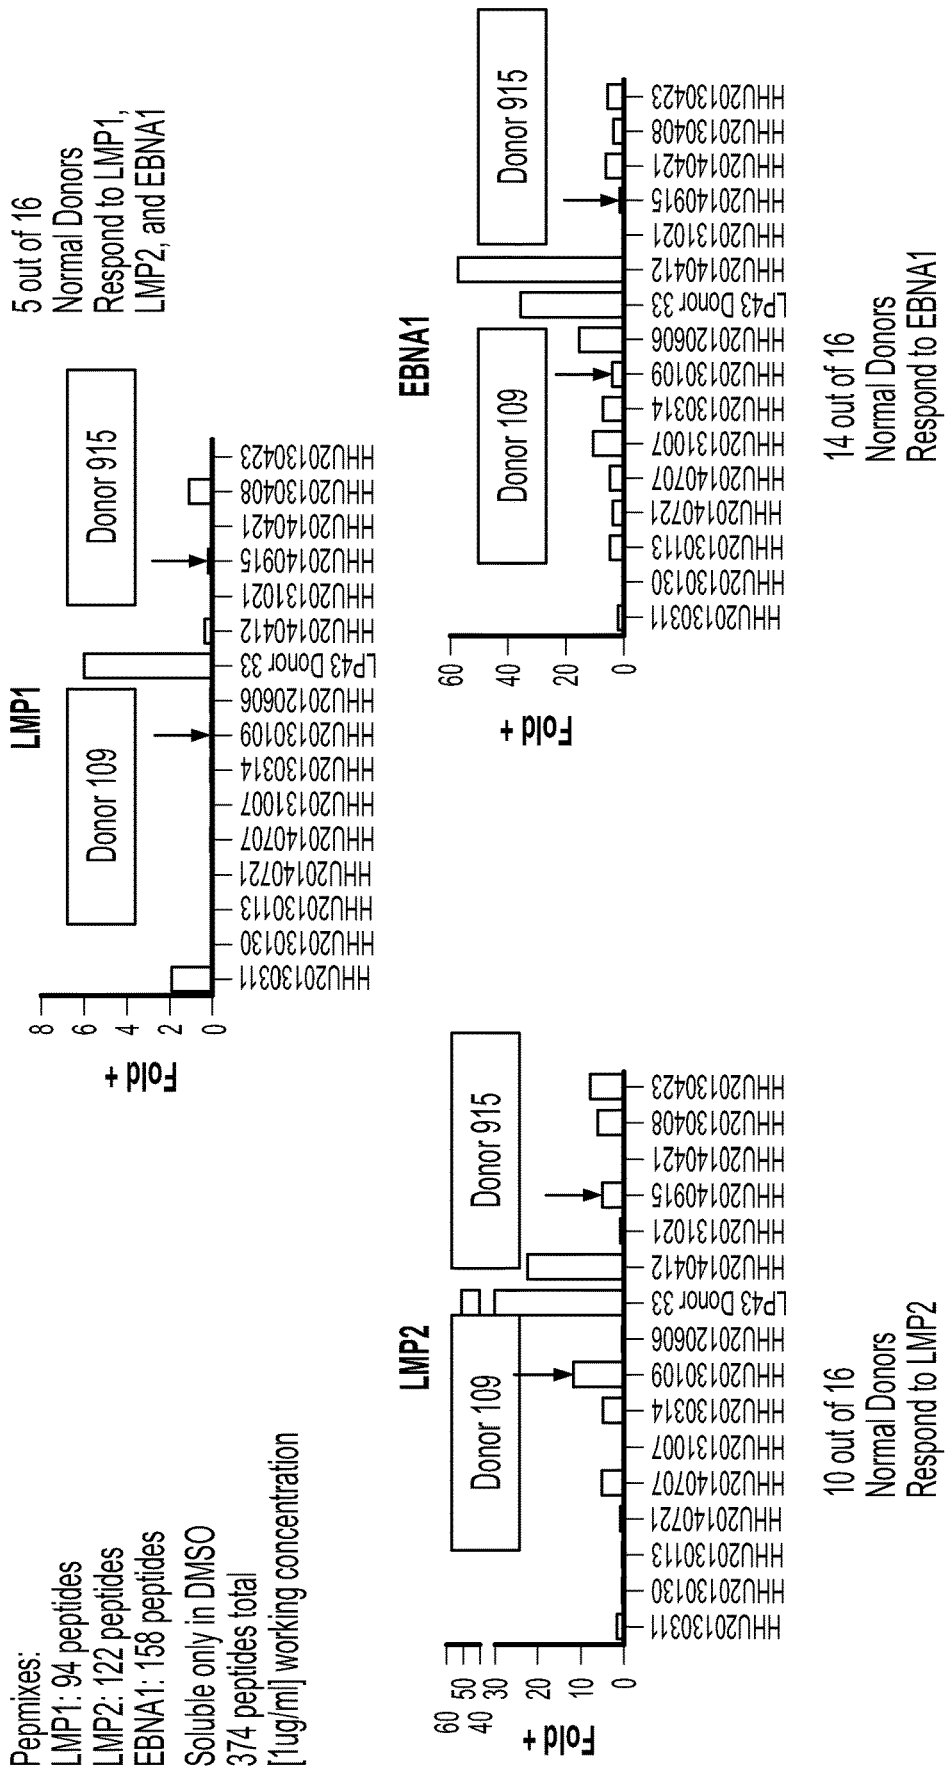 Pepmixes:
LMP1: 94 peptides
LMP2: 122 peptides
EBNA1: 158 peptides
Soluble only in DMSO
374 peptides total
[1ug/ml] working concentration
LMP1
Donor 109
Donor 915
Fold +
8
6
4
2
0
HHU20130311
HHU20130130
HHU20130113
HHU20140721
HHU20140707
HHU20131007
HHU20130314
HHU20130109
HHU20120606
LP43 Donor 33
HHU20140412
HHU20131021
HHU20140915
HHU20140421
HHU20130408
HHU20130423
5 out of 16
Normal Donors
Respond to LMP1,
LMP2, and EBNA1
LMP2
Donor 109
Donor 915
Fold +
60
50
40
30
20
10
0
HHU20130311
HHU20130130
HHU20130113
HHU20140721
HHU20140707
HHU20131007
HHU20130314
HHU20130109
HHU20120606
LP43 Donor 33
HHU20140412
HHU20131021
HHU20140915
HHU20140421
HHU20130408
HHU20130423
10 out of 16
Normal Donors
Respond to LMP2
EBNA1
Donor 109
Donor 915
Fold +
60
40
20
0
HHU20130311
HHU20130130
HHU20130113
HHU20140721
HHU20140707
HHU20131007
HHU20130314
HHU20130109
HHU20120606
LP43 Donor 33
HHU20140412
HHU20131021
HHU20140915
HHU20140421
HHU20130408
HHU20130423
14 out of 16
Normal Donors
Respond to EBNA1